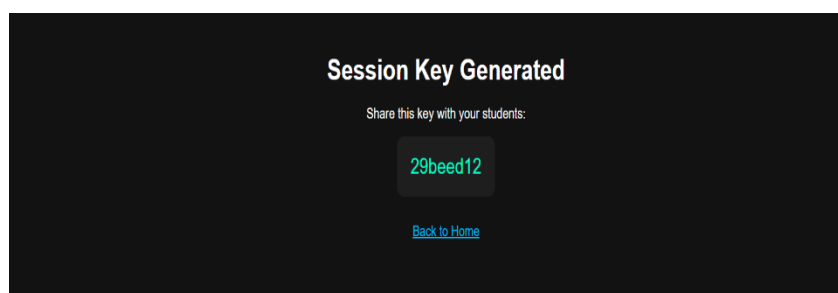 Session Key Generated
Share this key with your students:
29beed12
Back to Home